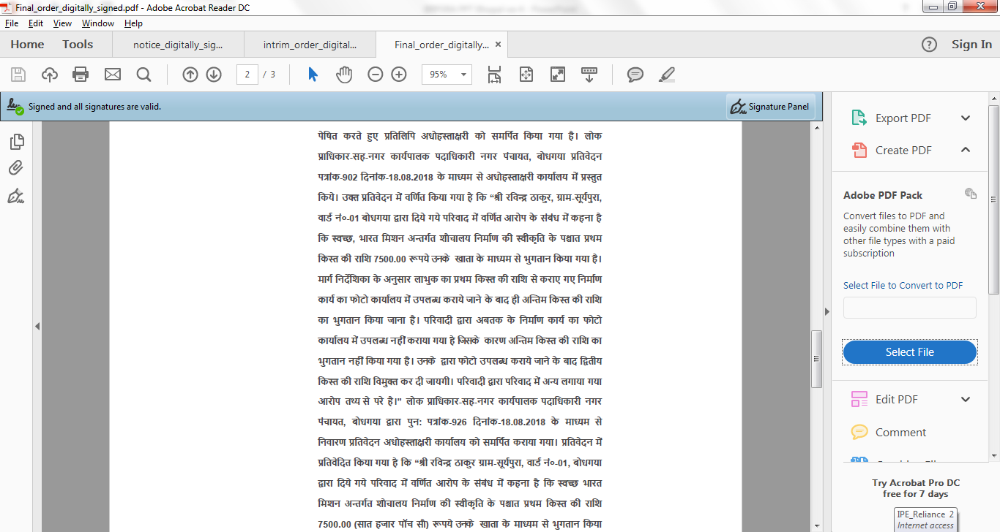 Final_order_digitally_signed.pdf - Adobe Acrobat Reader DC
File Edit View Window Help
Home Tools notice_digitally_sig... intrim_order_digital... Final_order_digitally... × Sign In
2 / 3 95%
Signed and all signatures are valid. Signature Panel
पेषित करते हुए प्रतिलिपि अधोहस्ताक्षरी को समर्पित किया गया है। लोक
प्राधिकार-सह-नगर कार्यपालक पदाधिकारी नगर पंचायत, बोधगया प्रतिवेदन
पत्रांक-902 दिनांक-18.08.2018 के माध्यम से अधोहस्ताक्षरी कार्यालय में प्रस्तुत
किये। उक्त प्रतिवेदन में वर्णित किया गया है कि “श्री रविन्द्र ठाकुर, ग्राम-सूर्यपुरा,
वार्ड नं०-01 बोधगया द्वारा दिये गये परिवाद में वर्णित आरोप के संबंध में कहना है
कि स्वच्छ, भारत मिशन अन्तर्गत शौचालय निर्माण की स्वीकृति के पश्चात प्रथम
किस्त की राशि 7500.00 रूपये उनके खाता के माध्यम से भुगतान किया गया है।
मार्ग निर्देशिका के अनुसार लाभुक का प्रथम किस्त की राशि से कराए गए निर्माण
कार्य का फोटो कार्यालय में उपलब्ध कराये जाने के बाद ही अन्तिम किस्त की राशि
का भुगतान किया जाना है। परिवादी द्वारा अबतक के निर्माण कार्य का फोटो
कार्यालय में उपलब्ध नहीं कराया गया है जिसके कारण अन्तिम किस्त की राशि का
भुगतान नहीं किया गया है। उनके द्वारा फोटो उपलब्ध कराये जाने के बाद द्वितीय
किस्त की राशि विमुक्त कर दी जायगी। परिवादी द्वारा परिवाद में अन्य लगाया गया
आरोप तथ्य से परे है।” लोक प्राधिकार-सह-नगर कार्यपालक पदाधिकारी नगर
पंचायत, बोधगया द्वारा पुन: पत्रांक-926 दिनांक-18.08.2018 के माध्यम से
निवारण प्रतिवेदन अधोहस्ताक्षरी कार्यालय को समर्पित कराया गया। प्रतिवेदन में
प्रतिवेदित किया गया है कि “श्री रविन्द्र ठाकुर ग्राम-सूर्यपुरा, वार्ड नं०-01, बोधगया
द्वारा दिये गये परिवाद में वर्णित आरोप के संबंध में कहना है कि स्वच्छ भारत
मिशन अन्तर्गत शौचालय निर्माण की स्वीकृति के पश्चात प्रथम किस्त की राशि
7500.00 (सात हजार पॉच सौ) रूपये उनके खाता के माध्यम से भुगतान किया
Export PDF
Create PDF
Adobe PDF Pack
Convert files to PDF and
easily combine them with
other file types with a paid
subscription
Select File to Convert to PDF
Select File
Edit PDF
Comment
Try Acrobat Pro DC
free for 7 days
IPE_Reliance 2
Internet access